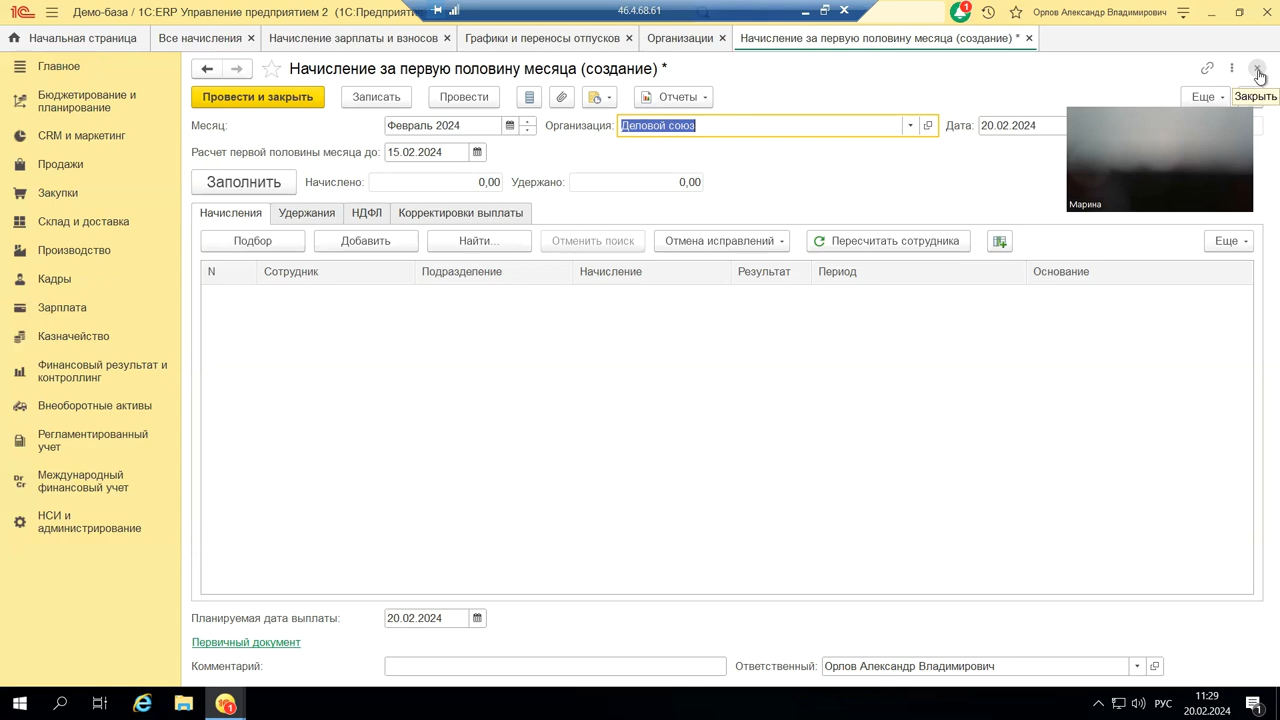 Демо-база / 1С:ERP Управление предприятием 2 (1С:Предприятие
46.4.68.61
1
Орлов Александр Владимирович
Начальная страница
Все начисления
Начисление зарплаты и взносов
Графики и переносы отпусков
Организации
Начисление за первую половину месяца (создание) *
Главное
Бюджетирование и
планирование
CRM и маркетинг
Продажи
Закупки
Склад и доставка
Производство
Кадры
Зарплата
Казначейство
Финансовый результат и
контроллинг
Внеоборотные активы
Регламентированный
учет
Dr
Cr
Международный
финансовый учет
НСИ и
администрирование
Начисление за первую половину месяца (создание) *
Провести и закрыть
Записать
Провести
Отчеты
Еще
Закрыть
Месяц:
Февраль 2024
Организация:
Деловой союз
Дата:
20.02.2024
Расчет первой половины месяца до:
15.02.2024
Марина
Заполнить
Начислено:
0,00
Удержано:
0,00
Начисления
Удержания
НДФЛ
Корректировки выплаты
Подбор
Добавить
Найти...
Отменить поиск
Отмена исправлений
Пересчитать сотрудника
Еще
N
Сотрудник
Подразделение
Начисление
Результат
Период
Основание
Планируемая дата выплаты:
20.02.2024
Первичный документ
Комментарий:
Ответственный:
Орлов Александр Владимирович
1
РУС
11:29
20.02.2024
1